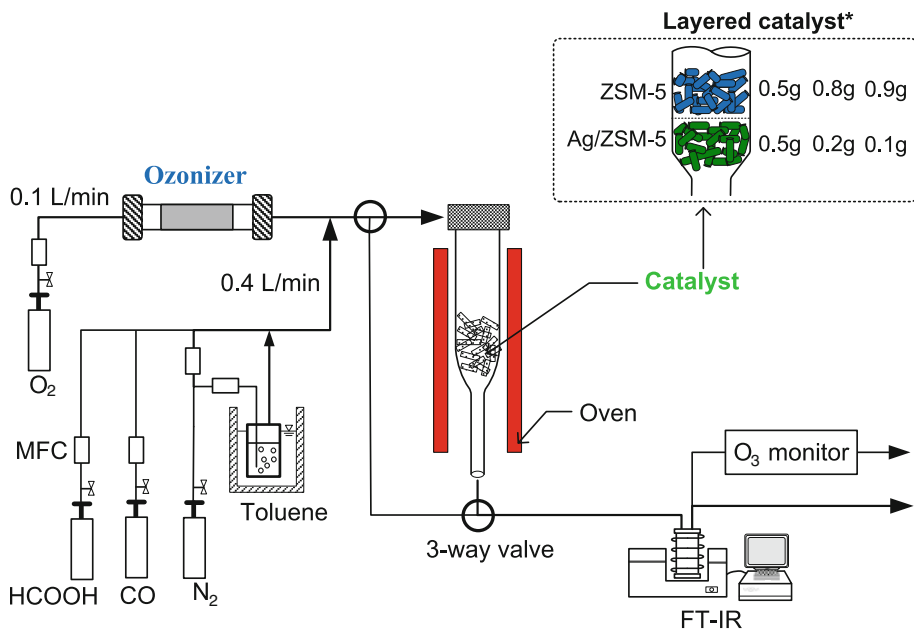 Layered catalyst*
ZSM-5 0.5g 0.8g 0.9g
Ag/ZSM-5 0.5g 0.2g 0.1g
Ozonizer
0.1 L/min
0.4 L/min
Catalyst
O₂
Oven
MFC
O₃ monitor
Toluene
3-way valve
HCOOH CO N₂
FT-IR